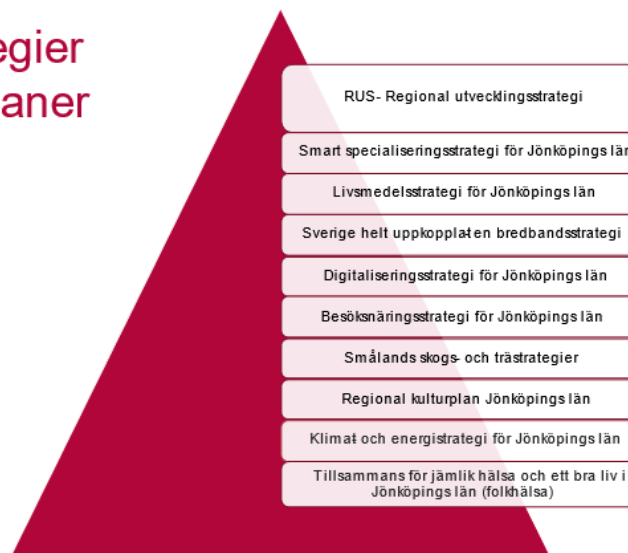 egier
aner
RUS- Regional utvecklingsstrategi
Smart specialiseringsstrategi för Jönköpings län
Livsmedelsstrategi för Jönköpings län
Sverige helt uppkopplat en bredbandsstrategi
Digitaliseringsstrategi för Jönköpings län
Besöksnäringsstrategi för Jönköpings län
Smålands skogs- och trästrategier
Regional kulturplan Jönköpings län
Klimat- och energistrategi för Jönköpings län
Tillsammans för jämlik hälsa och ett bra liv i
Jönköpings län (folkhälsa)